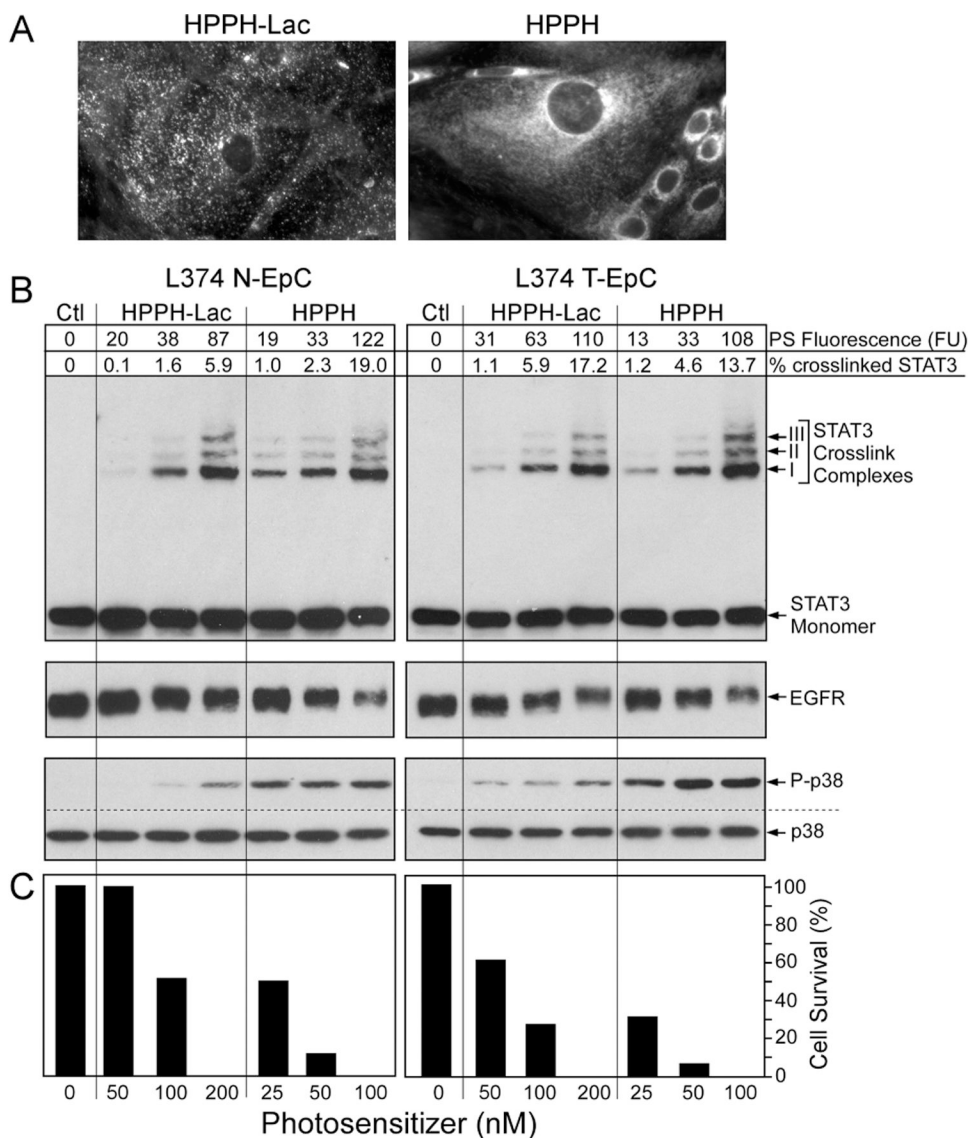 A
HPPH-Lac HPPH
B
L374 N-EpC L374 T-EpC
Ctl HPPH-Lac HPPH Ctl HPPH-Lac HPPH
0 20 38 87 19 33 122 0 31 63 110 13 33 108 PS Fluorescence (FU)
0 0.1 1.6 5.9 1.0 2.3 19.0 0 1.1 5.9 17.2 1.2 4.6 13.7 % crosslinked STAT3
III STAT3
II Crosslink
I Complexes
STAT3
Monomer
EGFR
P-p38
p38
C
100
80
60
40
20
0
Cell Survival (%)
0 50 100 200 25 50 100 0 50 100 200 25 50 100
Photosensitizer (nM)